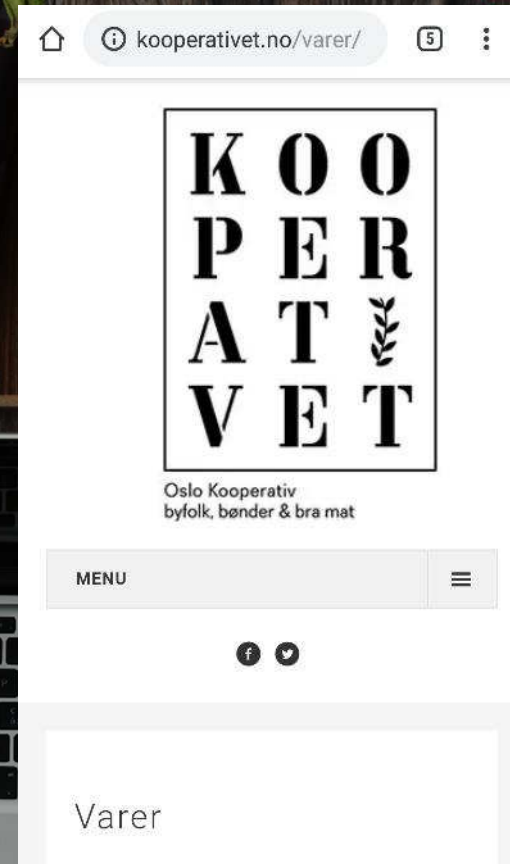 kooperativet.no/varer/
5
KOO
PER
AT
VET
Oslo Kooperativ
byfolk, bønder & bra mat
MENU
Varer